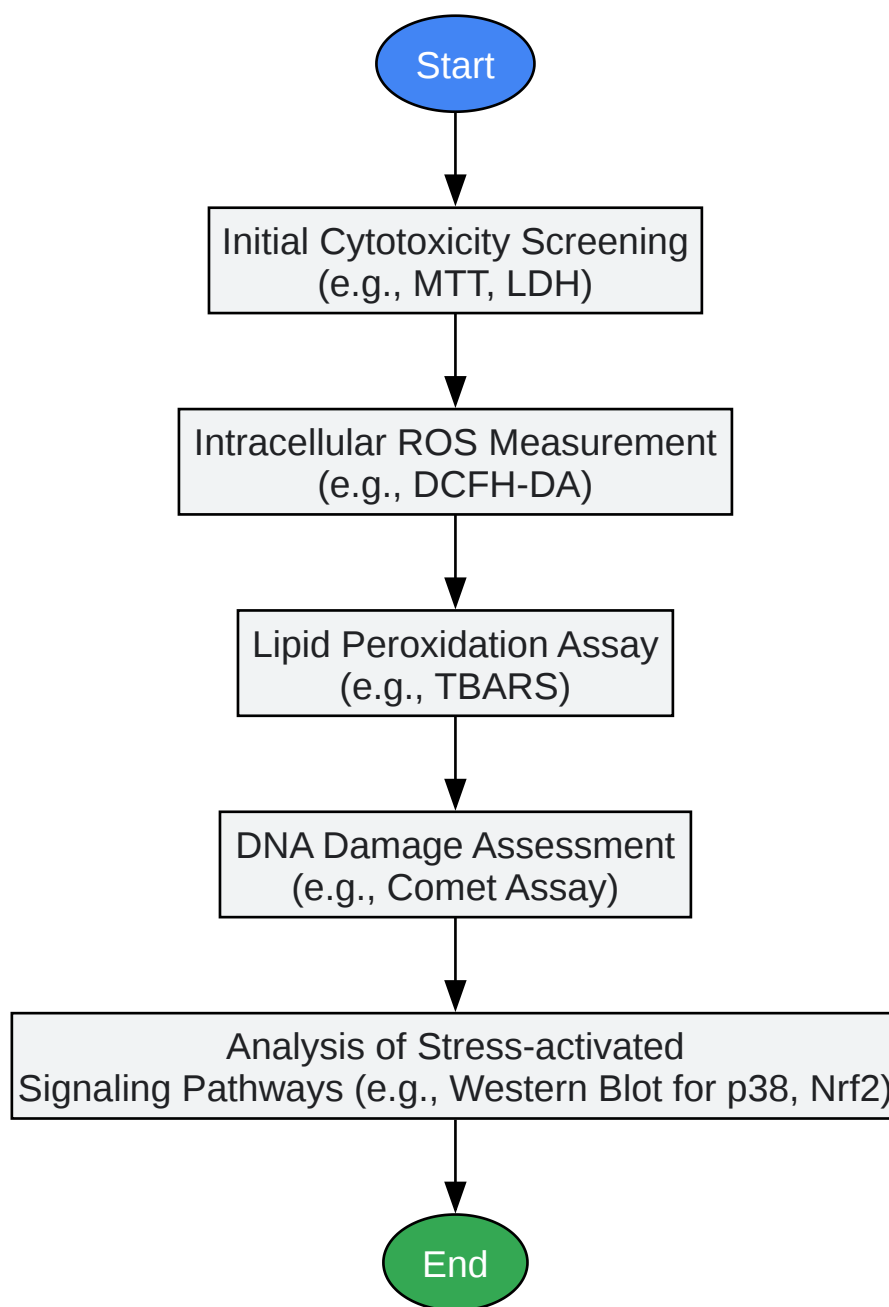 Start
Initial Cytotoxicity Screening
(e.g., MTT, LDH)
Intracellular ROS Measurement
(e.g., DCFH-DA)
Lipid Peroxidation Assay
(e.g., TBARS)
DNA Damage Assessment
(e.g., Comet Assay)
Analysis of Stress-activated
Signaling Pathways (e.g., Western Blot for p38, Nrf2)
End